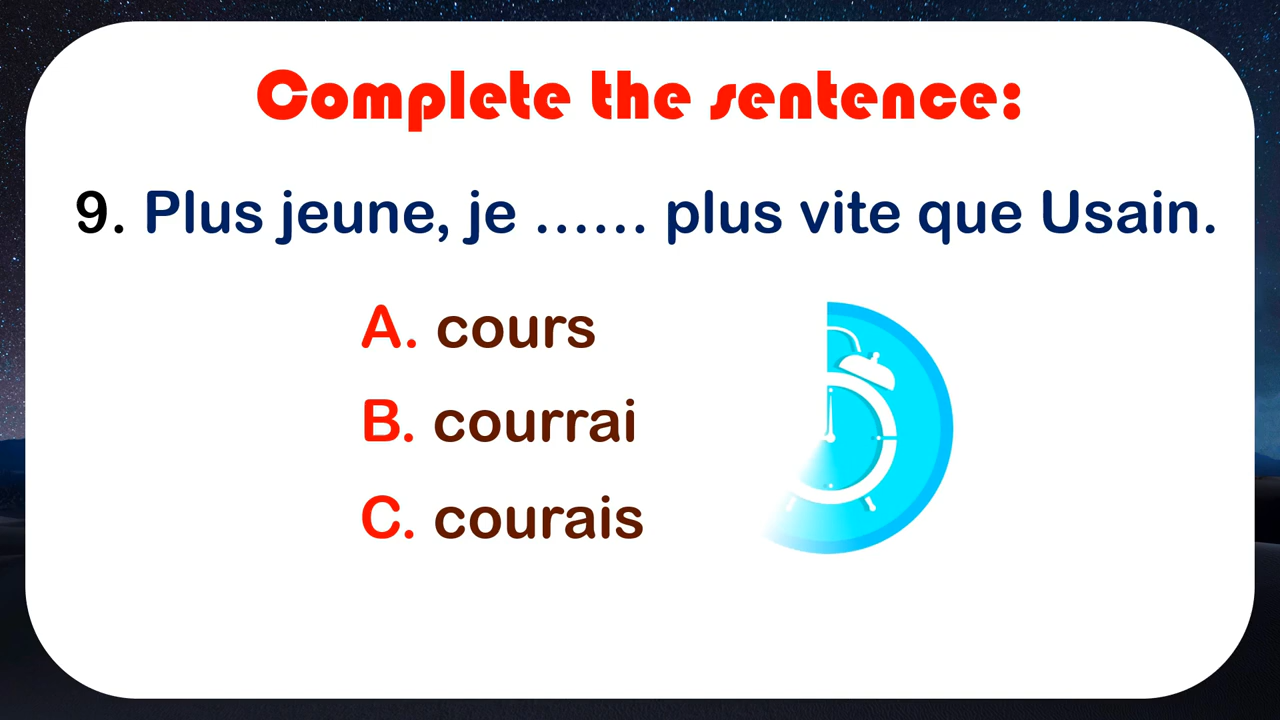 Complete the sentence:
9. Plus jeune, je ...... plus vite que Usain.
A. cours
B. courrai
C. courais